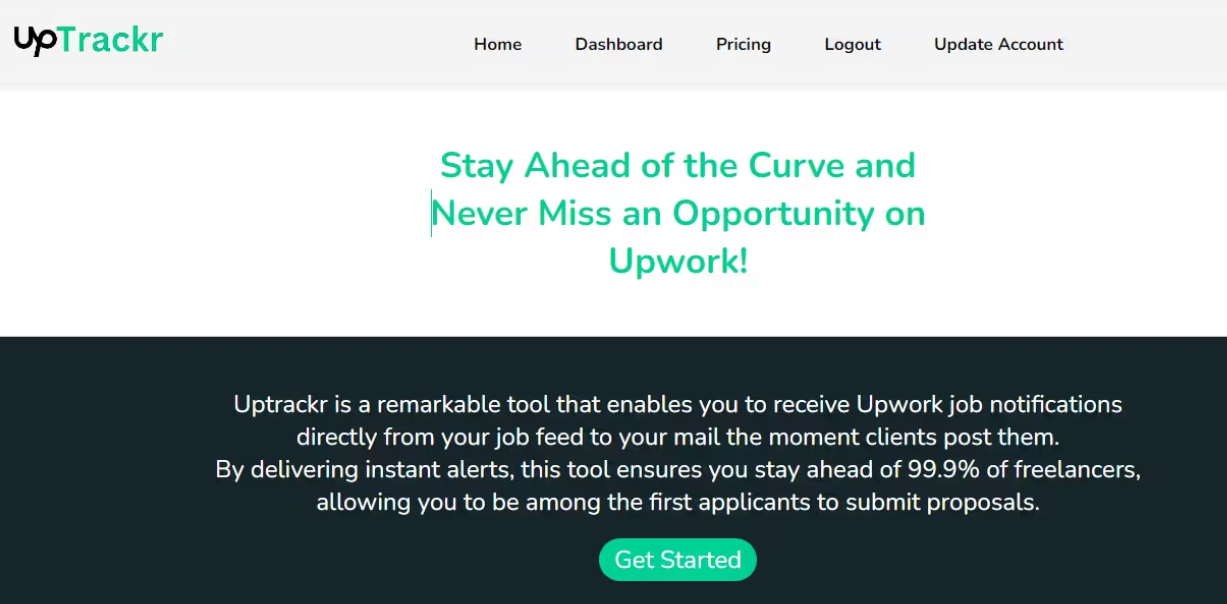 UpTrackr
Home Dashboard Pricing Logout Update Account
Stay Ahead of the Curve and
Never Miss an Opportunity on
Upwork!
Uptrackr is a remarkable tool that enables you to receive Upwork job notifications
directly from your job feed to your mail the moment clients post them.
By delivering instant alerts, this tool ensures you stay ahead of 99.9% of freelancers,
allowing you to be among the first applicants to submit proposals.
Get Started